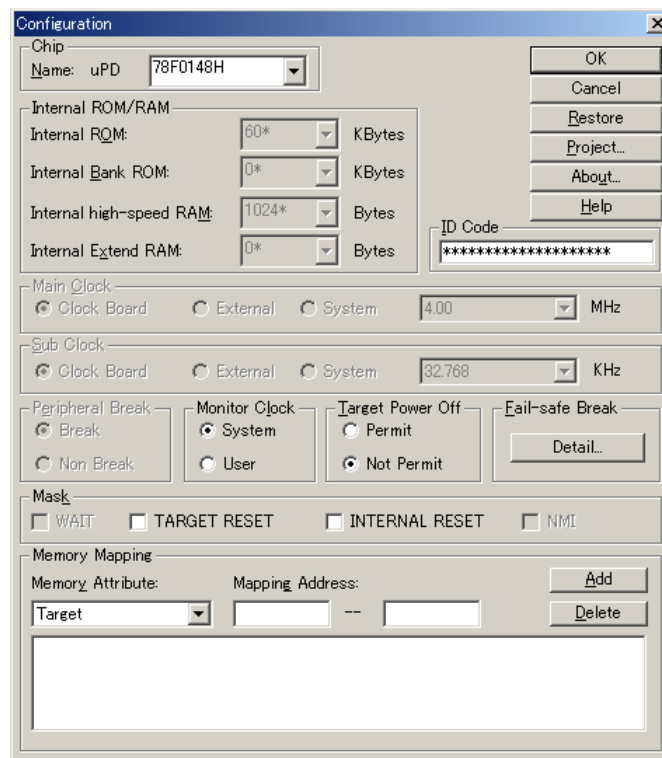 Configuration
Chip
Name: uPD 78F0148H
OK
Cancel
Restore
Project...
About...
Help
Internal ROM/RAM
Internal ROM: 60* KBytes
Internal Bank ROM: 0* KBytes
Internal high-speed RAM: 1024* Bytes
Internal Extend RAM: 0* Bytes
ID Code
********************
Main Clock
Clock Board External System 4.00 MHz
Sub Clock
Clock Board External System 32.768 KHz
Peripheral Break
Break
Non Break
Monitor Clock
System
User
Target Power Off
Permit
Not Permit
Fail-safe Break
Detail...
Mask
WAIT TARGET RESET INTERNAL RESET NMI
Memory Mapping
Memory Attribute: Mapping Address: Add
Target -- Delete